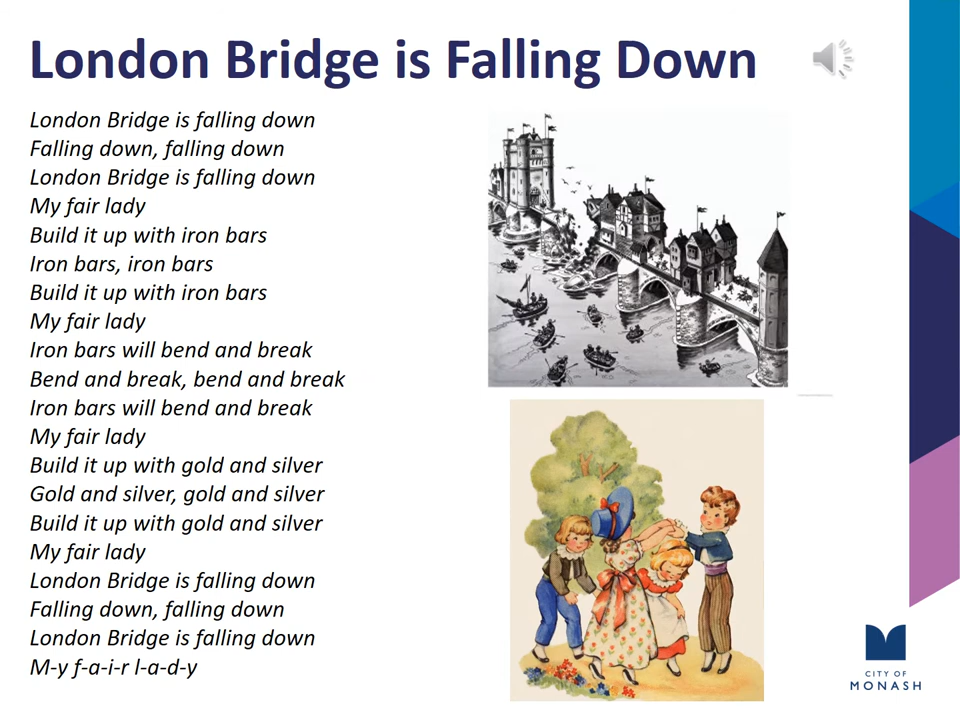 London Bridge is Falling Down
London Bridge is falling down
Falling down, falling down
London Bridge is falling down
My fair lady
Build it up with iron bars
Iron bars, iron bars
Build it up with iron bars
My fair lady
Iron bars will bend and break
Bend and break, bend and break
Iron bars will bend and break
My fair lady
Build it up with gold and silver
Gold and silver, gold and silver
Build it up with gold and silver
My fair lady
London Bridge is falling down
Falling down, falling down
London Bridge is falling down
M-y f-a-i-r l-a-d-y
CITY OF
MONASH